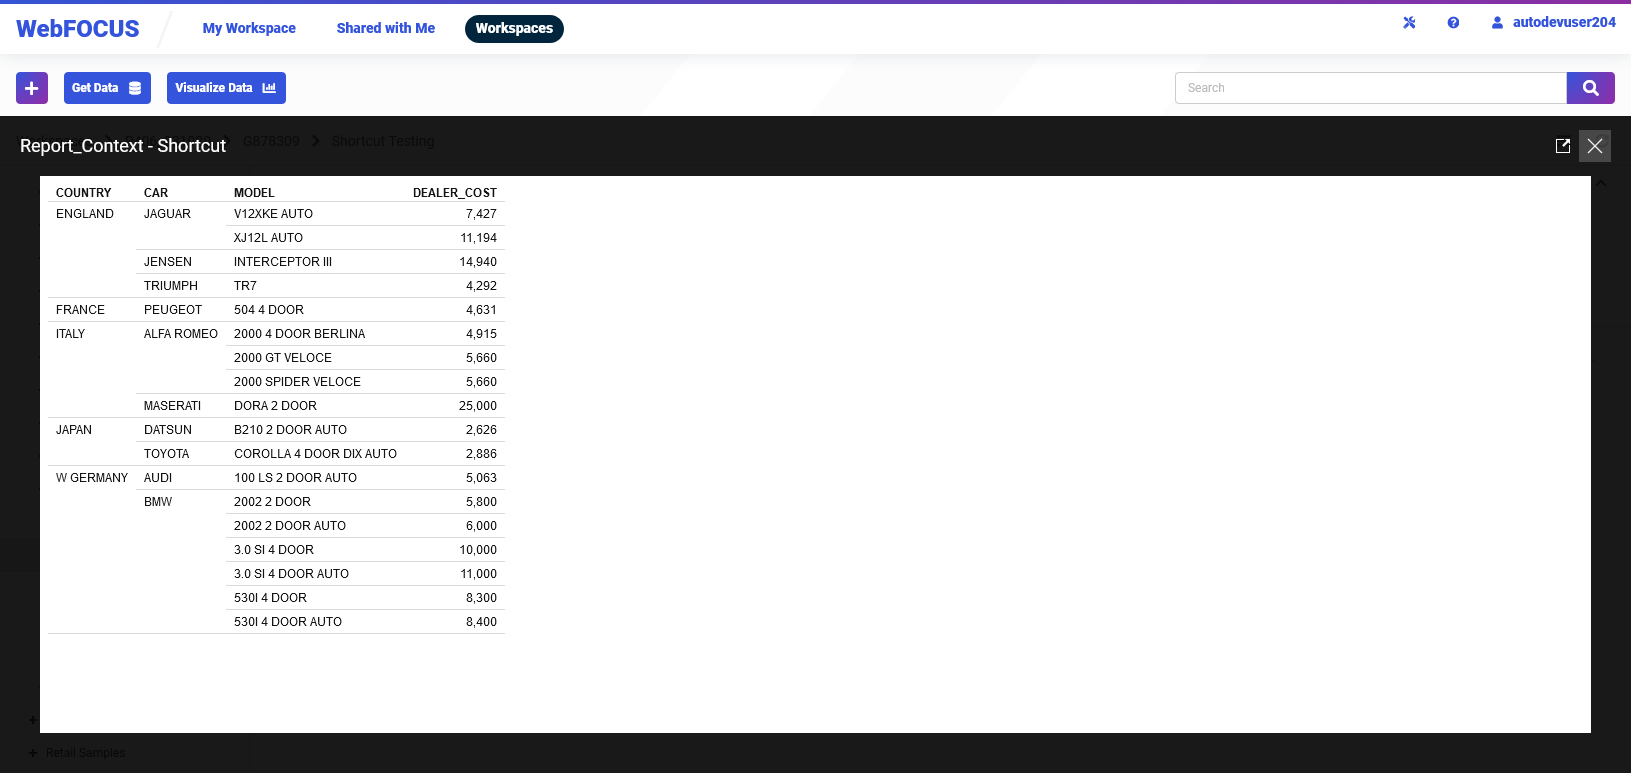 WebFOCUS My Workspace Shared with Me Workspaces autodevuser204
Get Data Visualize Data Search
G878309 Shortcut Testing
Report_Context - Shortcut
COUNTRY CAR MODEL DEALER_COST
ENGLAND JAGUAR V12XKE AUTO 7,427
XJ12L AUTO 11,194
JENSEN INTERCEPTOR III 14,940
TRIUMPH TR7 4,292
FRANCE PEUGEOT 504 4 DOOR 4,631
ITALY ALFA ROMEO 2000 4 DOOR BERLINA 4,915
2000 GT VELOCE 5,660
2000 SPIDER VELOCE 5,660
MASERATI DORA 2 DOOR 25,000
JAPAN DATSUN B210 2 DOOR AUTO 2,626
TOYOTA COROLLA 4 DOOR DIX AUTO 2,886
W GERMANY AUDI 100 LS 2 DOOR AUTO 5,063
BMW 2002 2 DOOR 5,800
2002 2 DOOR AUTO 6,000
3.0 SI 4 DOOR 10,000
3.0 SI 4 DOOR AUTO 11,000
530I 4 DOOR 8,300
530I 4 DOOR AUTO 8,400
Retail Samples